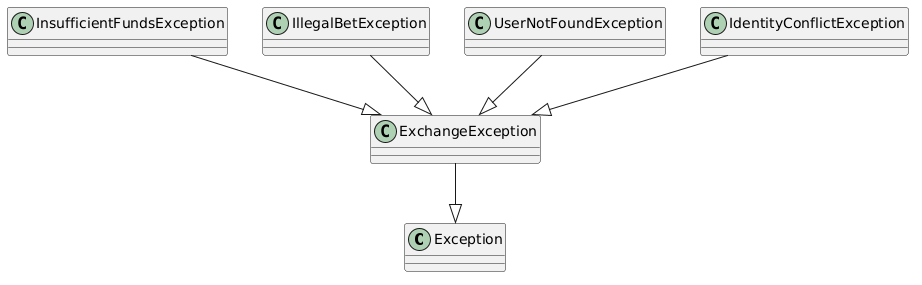 C InsufficientFundsException
C IllegalBetException
C UserNotFoundException
C IdentityConflictException
C ExchangeException
C Exception